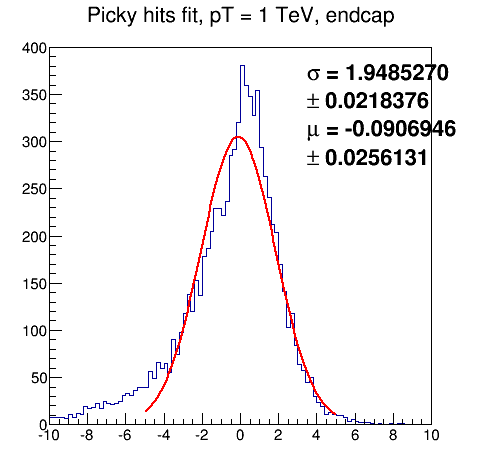 Picky hits fit, pT = 1 TeV, endcap
σ = 1.9485270
± 0.0218376
μ = -0.0906946
± 0.0256131
400
350
300
250
200
150
100
50
0
-10 -8 -6 -4 -2 0 2 4 6 8 10